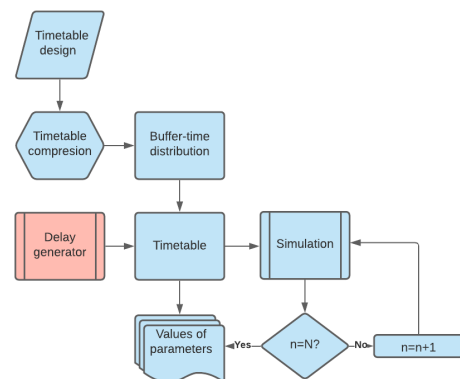 Timetable
design
Timetable
compresion
Buffer-time
distribution
Delay
generator
Timetable
Simulation
Values of
parameters
Yes
n=N?
No
n=n+1